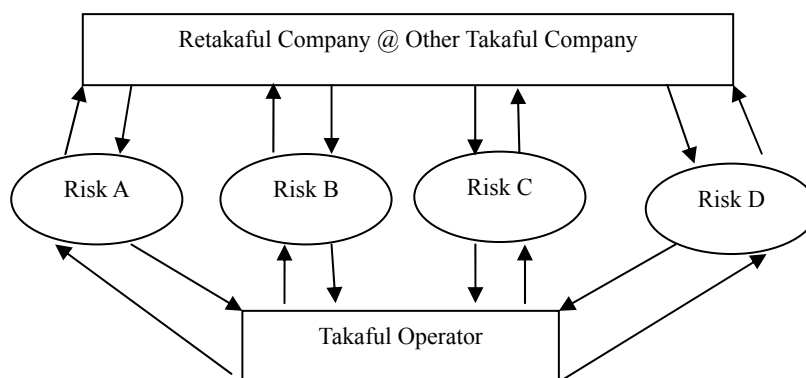 Retakaful Company @ Other Takaful Company
Risk A
Risk B
Risk C
Risk D
Takaful Operator